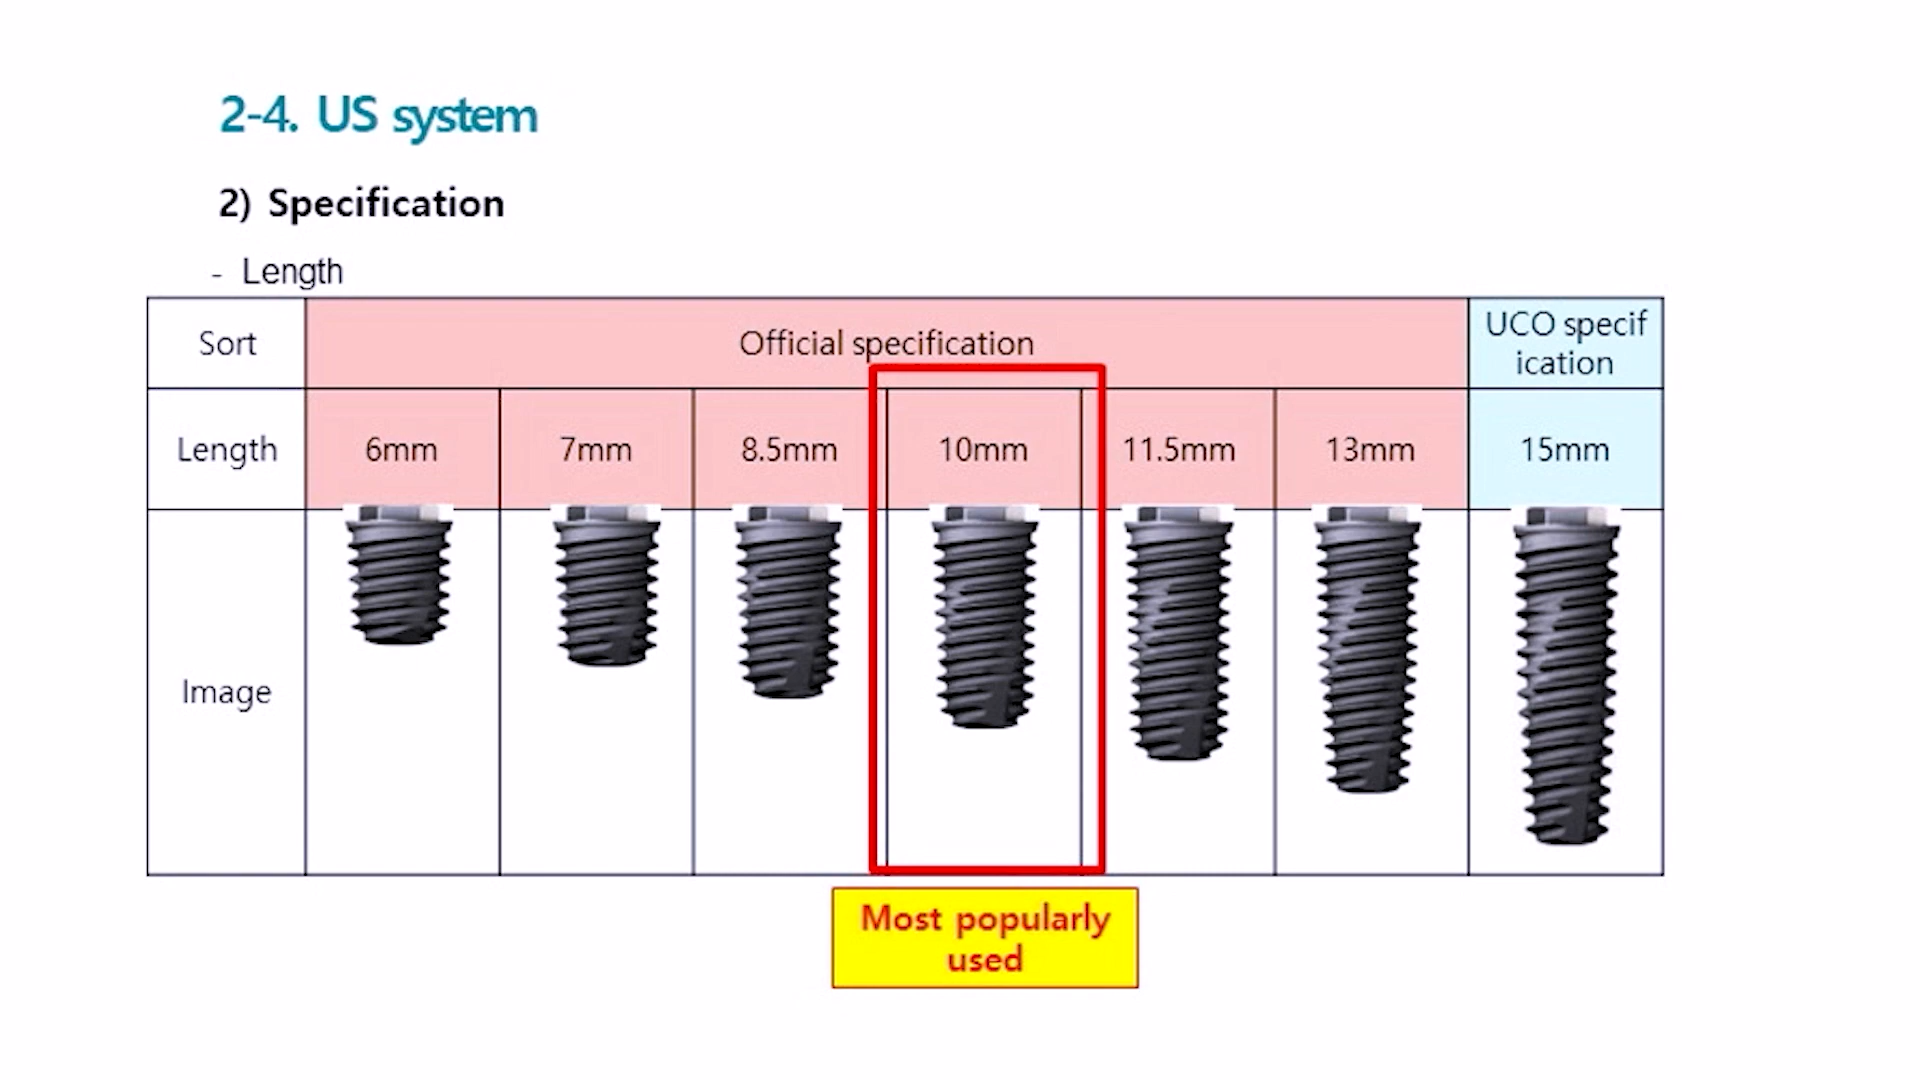 2-4. US system
2) Specification
- Length
Sort
Official specification
UCO specif
ication
Length
6mm
7mm
8.5mm
10mm
11.5mm
13mm
15mm
Image
Most popularly
used